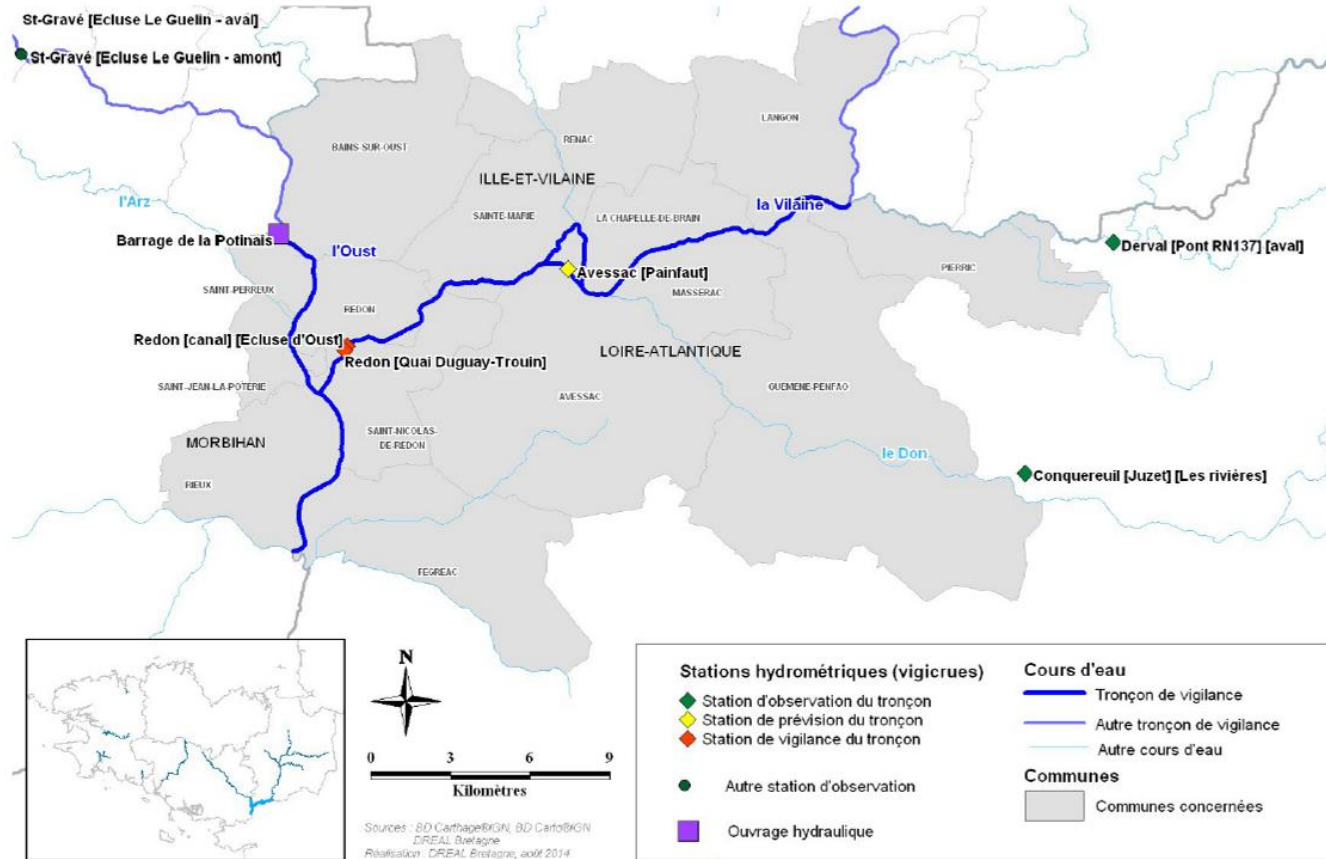 St-Gravé [Ecluse Le Guelin - aval]
St-Gravé [Ecluse Le Guelin - amont]
LANGON
RENAC
BAINS-SUR-OUST
ILLE-ET-VILAINE
l'Arz
SAINTE-MARIE
LA CHAPELLE-DE-BRAIN
la Vilaine
Barrage de la Potinais
l'Oust
Derval [Pont RN137] [aval]
Avessac [Painfaut]
PIERRIC
SAINT-PERREUX
MASSERAC
REDON
Redon [canal] [Ecluse d'Oust]
Redon [Quai Duguay-Trouin]
LOIRE-ATLANTIQUE
SAINT-JEAN-LA-POTERIE
GUEMENE-PENFAO
AVESSAC
MORBIHAN
SAINT-NICOLAS-
DE-REDON
le Don
Conquereuil [Juzet] [Les rivières]
RIEUX
FEGREAC
N
0 3 6 9
Kilomètres
Sources : BD Carthage®IGN, BD Carto®IGN
DREAL Bretagne
Réalisation : DREAL Bretagne, août 2014
Stations hydrométriques (vigicrues)
Station d'observation du tronçon
Station de prévision du tronçon
Station de vigilance du tronçon
Autre station d'observation
Ouvrage hydraulique
Cours d'eau
Tronçon de vigilance
Autre tronçon de vigilance
Autre cours d'eau
Communes
Communes concernées